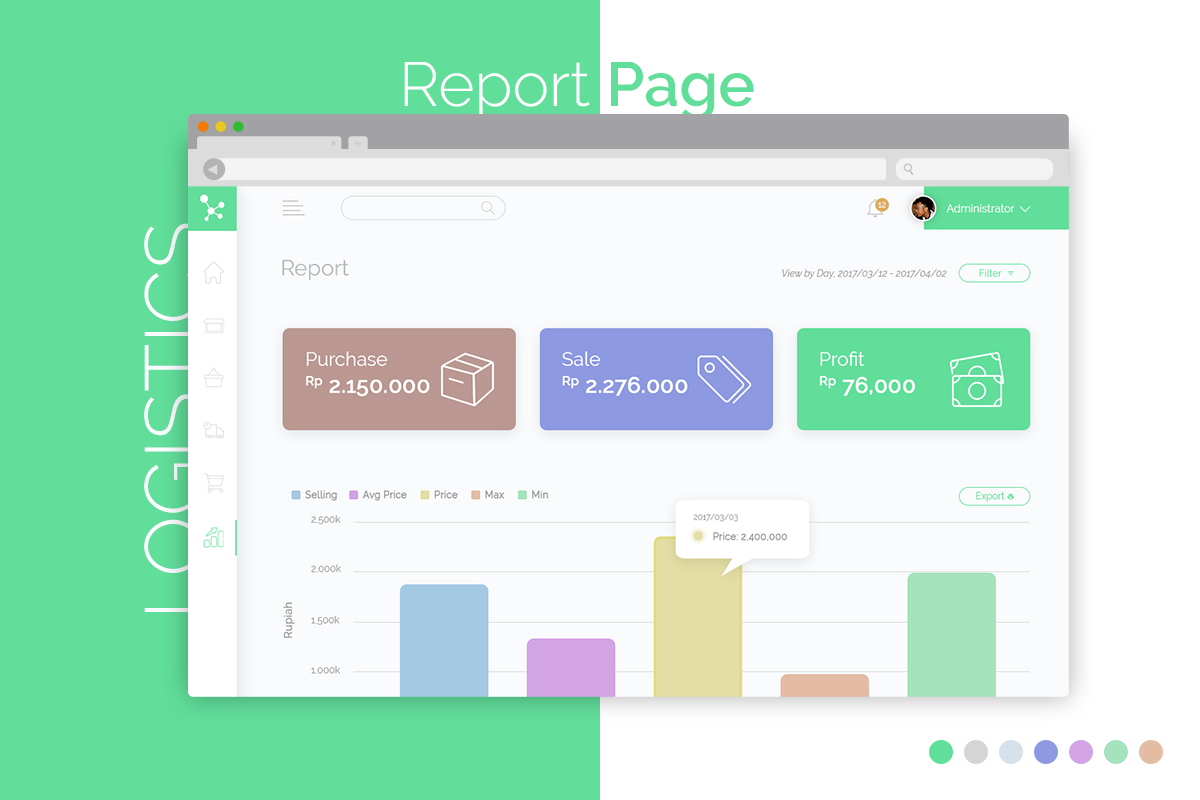 Report Page
LOGISTICS
12
Administrator
Report
View by Day, 2017/03/12 - 2017/04/02
Filter
Purchase
Rp 2.150.000
Sale
Rp 2.276.000
Profit
Rp 76,000
Selling
Avg Price
Price
Max
Min
Export
2017/03/03
Price: 2,400,000
2.500k
2.000k
1.500k
1.000k
Rupiah